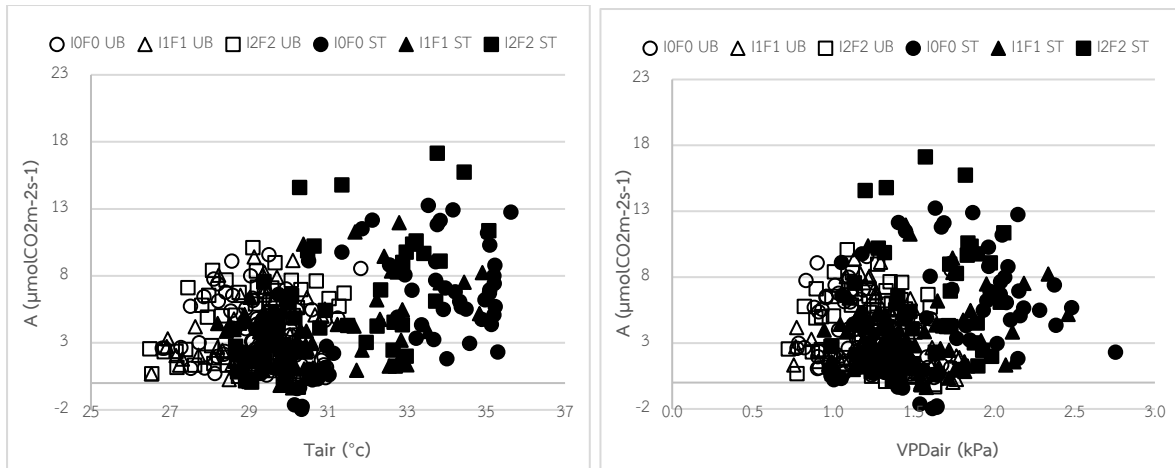 I0F0 UB I1F1 UB I2F2 UB I0F0 ST I1F1 ST I2F2 ST
23
18
13
8
3
-2
A (µmolCO2m-2s-1)
25 27 29 31 33 35 37
Tair (°c)
I0F0 UB I1F1 UB I2F2 UB I0F0 ST I1F1 ST I2F2 ST
23
18
13
8
3
-2
A (µmolCO2m-2s-1)
0.0 0.5 1.0 1.5 2.0 2.5 3.0
VPDair (kPa)